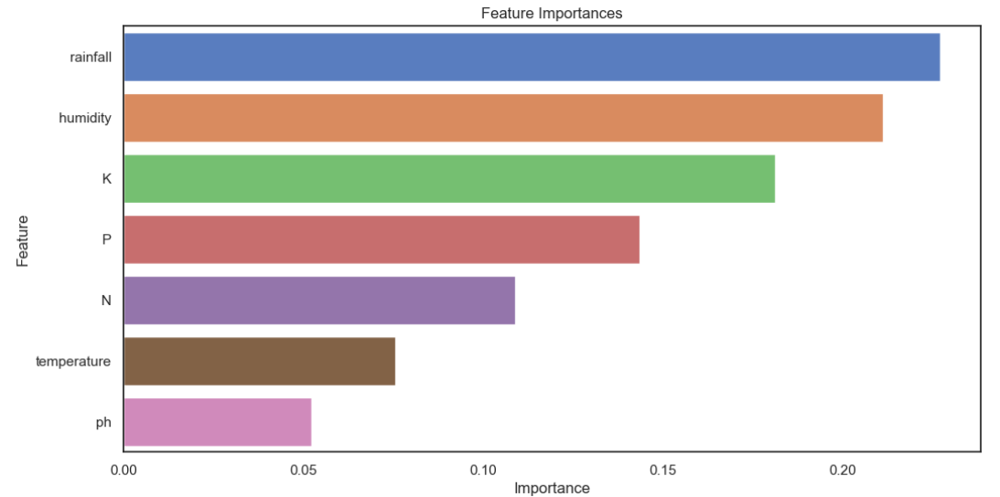 Feature Importances
Feature
rainfall
humidity
K
P
N
temperature
ph
0.00 0.05 0.10 0.15 0.20
Importance